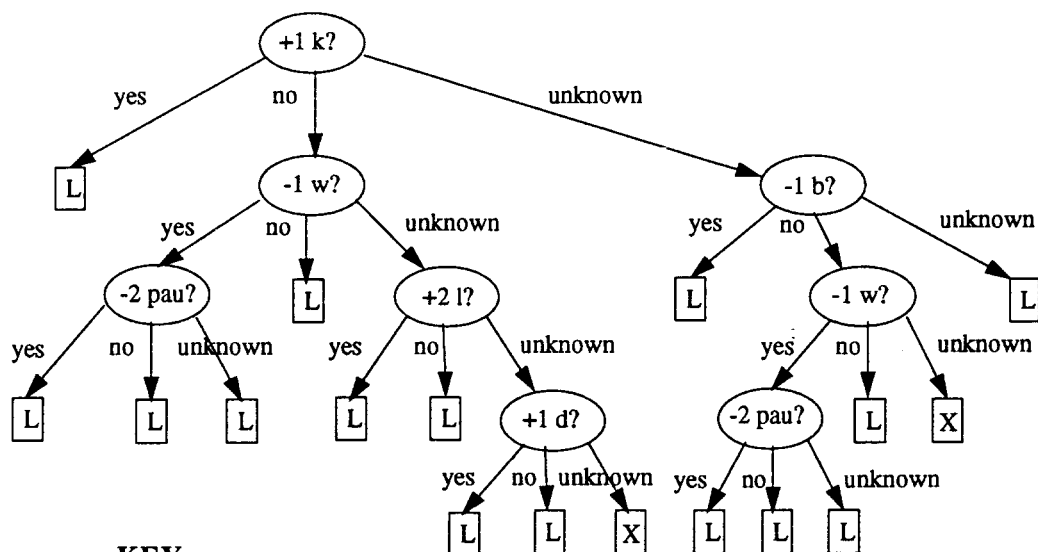 +1 k?
yes no unknown
L -1 w? -1 b?
yes no unknown yes no unknown
-2 pau? L +2 l? L -1 w? L
yes no unknown yes no unknown yes no unknown
L L L L L +1 d? -2 pau? L X
yes no unknown yes no unknown
L L X L L L
KEY